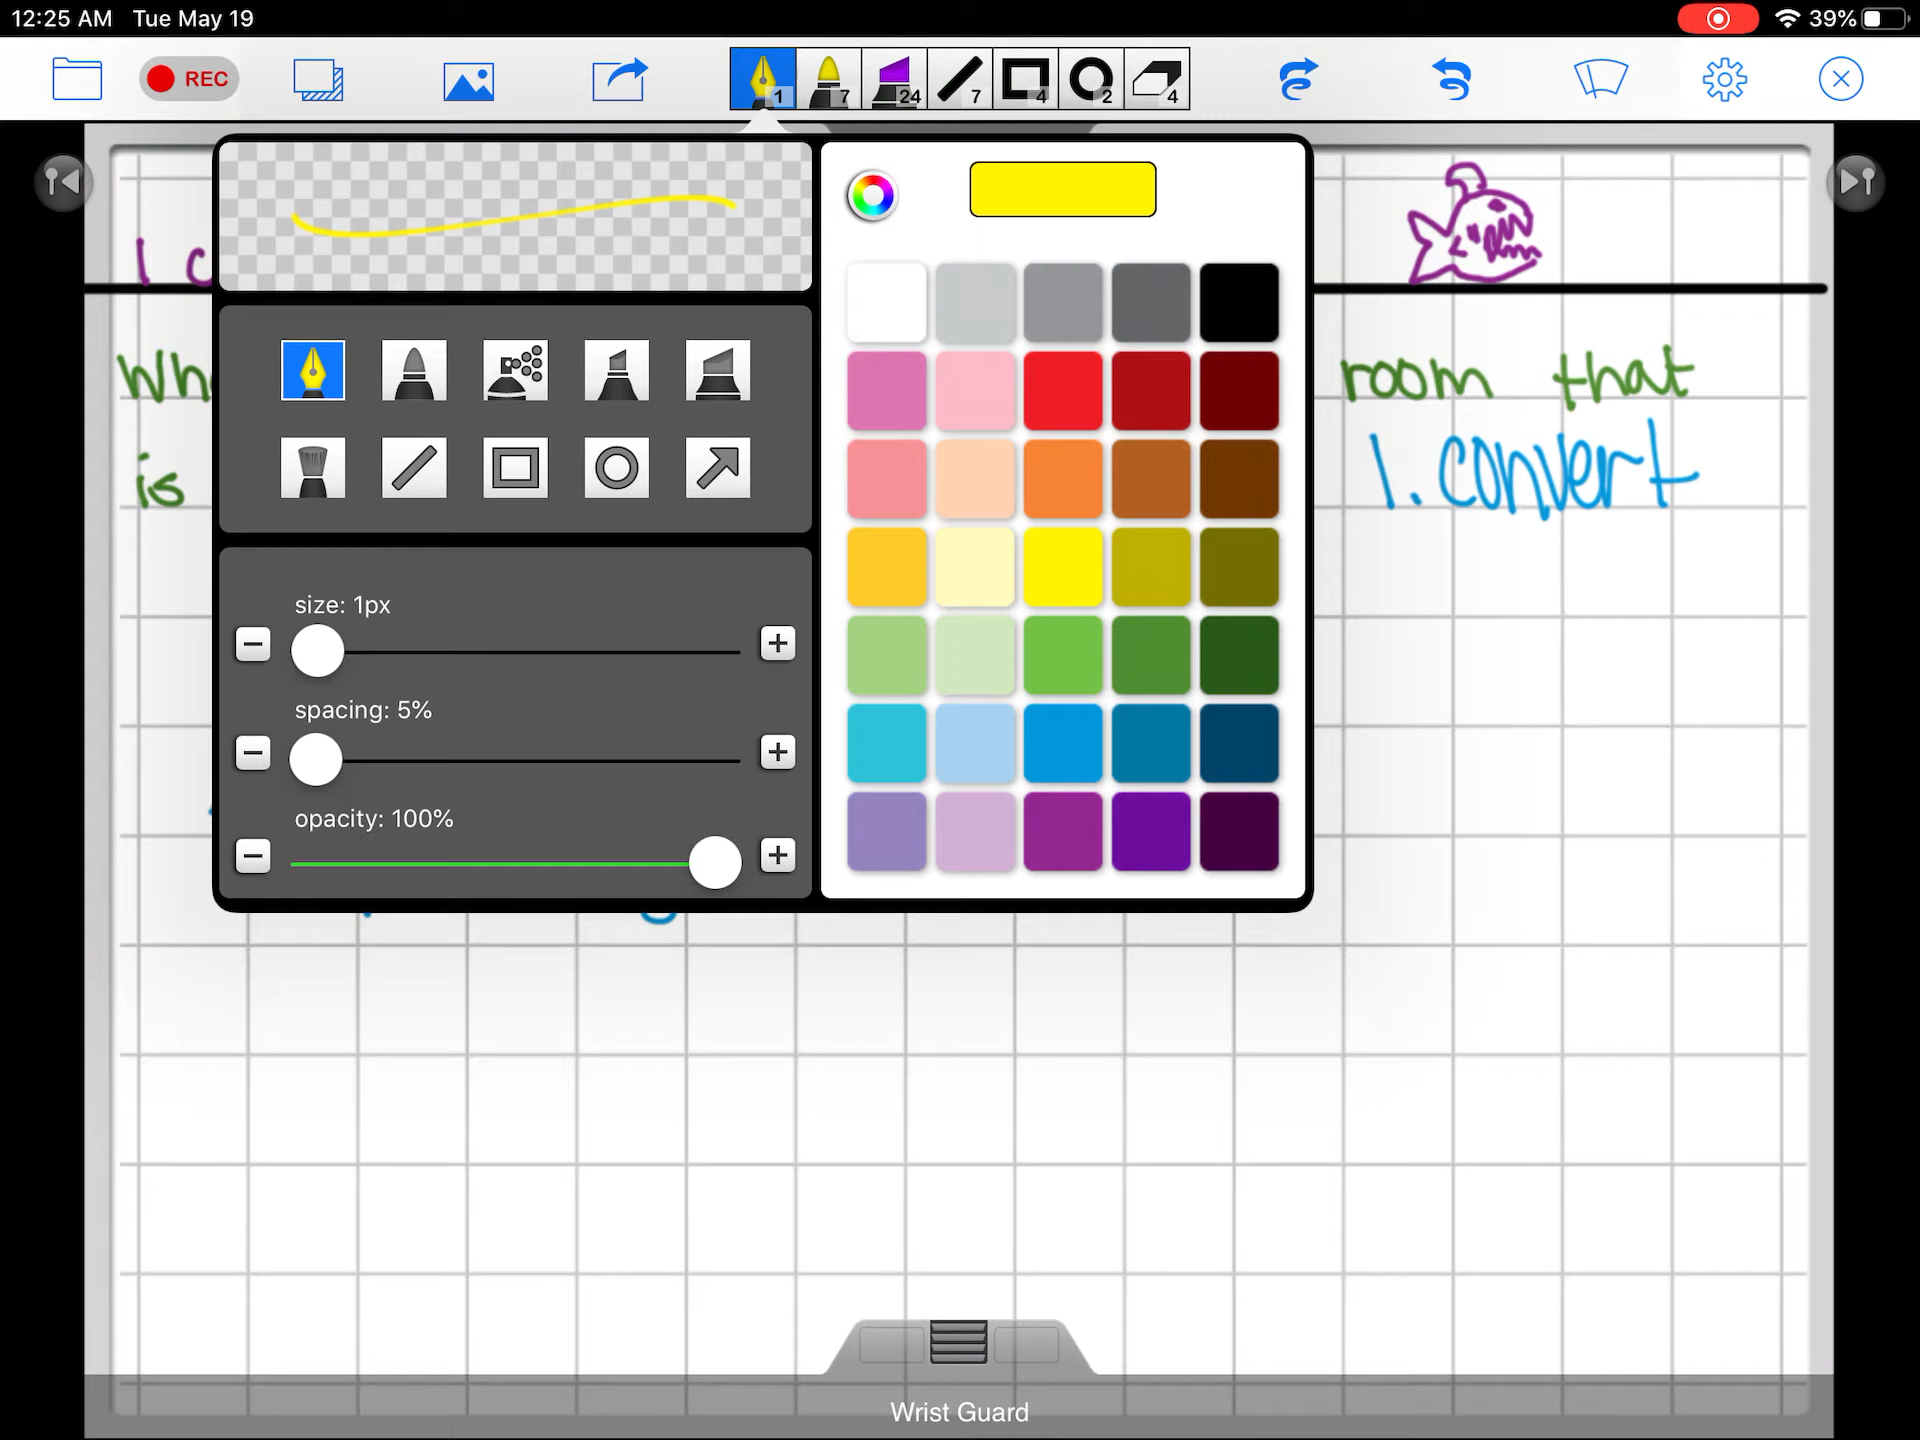 12:25 AM Tue May 19
39%
REC
1 7 24 7 4 2 4
I c
Wh room that
is 1. convert
size: 1px
spacing: 5%
opacity: 100%
Wrist Guard